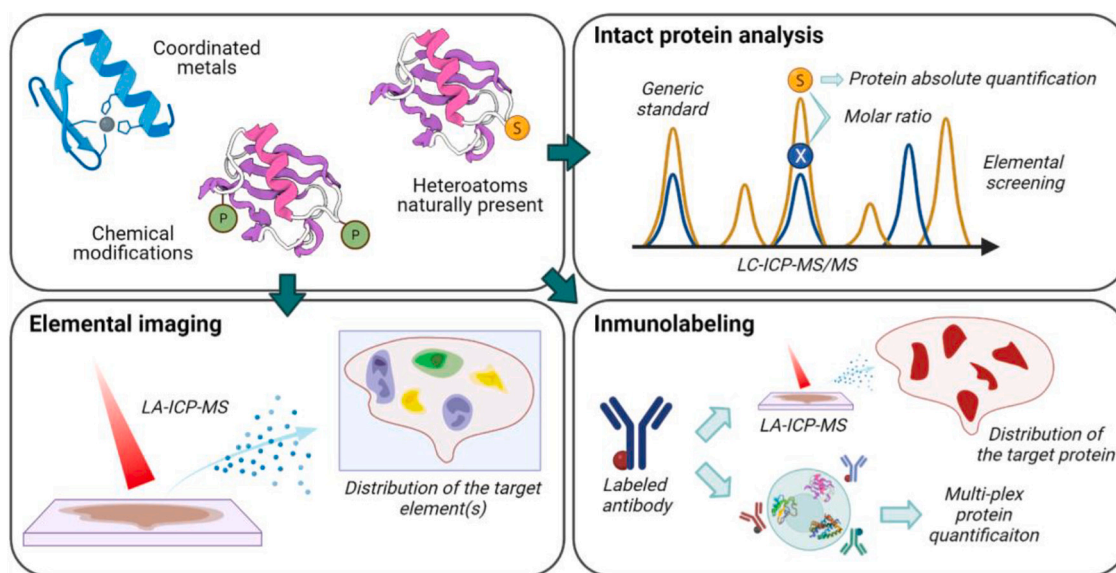 Coordinated
metals
S
Heteroatoms
naturally present
P
P
Chemical
modifications
Intact protein analysis
Generic
standard
S
Protein absolute quantification
Molar ratio
X
Elemental
screening
LC-ICP-MS/MS
Elemental imaging
LA-ICP-MS
Distribution of the target
element(s)
Inmunolabeling
LA-ICP-MS
Distribution of
the target protein
Labeled
antibody
Multi-plex
protein
quantificaiton